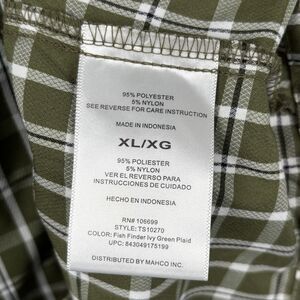 95% POLYESTER
5% NYLON
SEE REVERSE FOR CARE INSTRUCTION
MADE IN INDONESIA
XL/XG
95% POLIESTER
5% NYLON
VER EL REVERSO PARA
INSTRUCCIONES DE CUIDADO
HECHO EN INDONESIA
RN# 106699
STYLE: TS10270
COLOR: Fish Finder Ivy Green Plaid
UPC: 843049175199
DISTRIBUTED BY MAHCO INC.